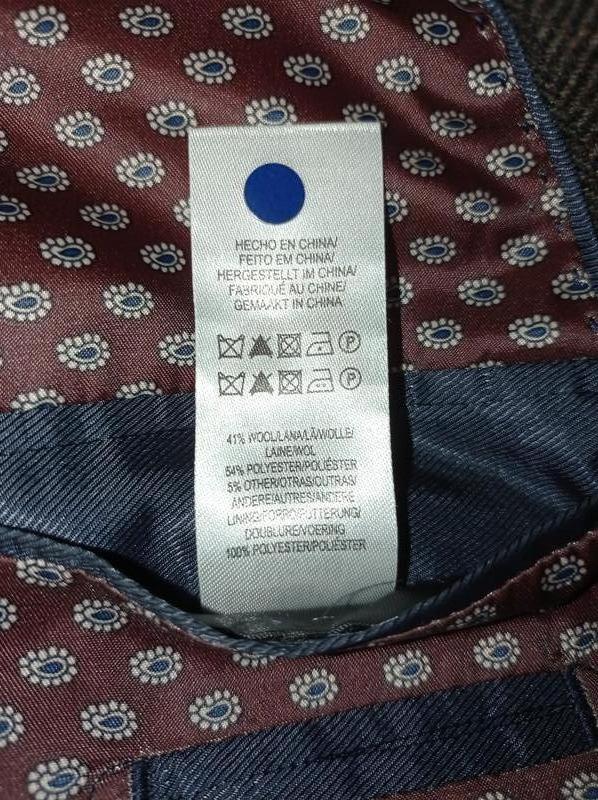 HECHO EN CHINA/
FEITO EM CHINA/
HERGESTELLT IM CHINA/
FABRIQUÉ AU CHINE/
GEMAAKT IN CHINA
P
P
41% WOOL/LANA/LÃ/WOLLE/
LAINE/WOL
54% POLYESTER/POLIÉSTER
5% OTHER/OTRAS/OUTRAS/
ANDERE/AUTRES/ANDERE
LINING/FORRO/FUTTERUNG/
DOUBLURE/VOERING
100% POLYESTER/POLIÉSTER